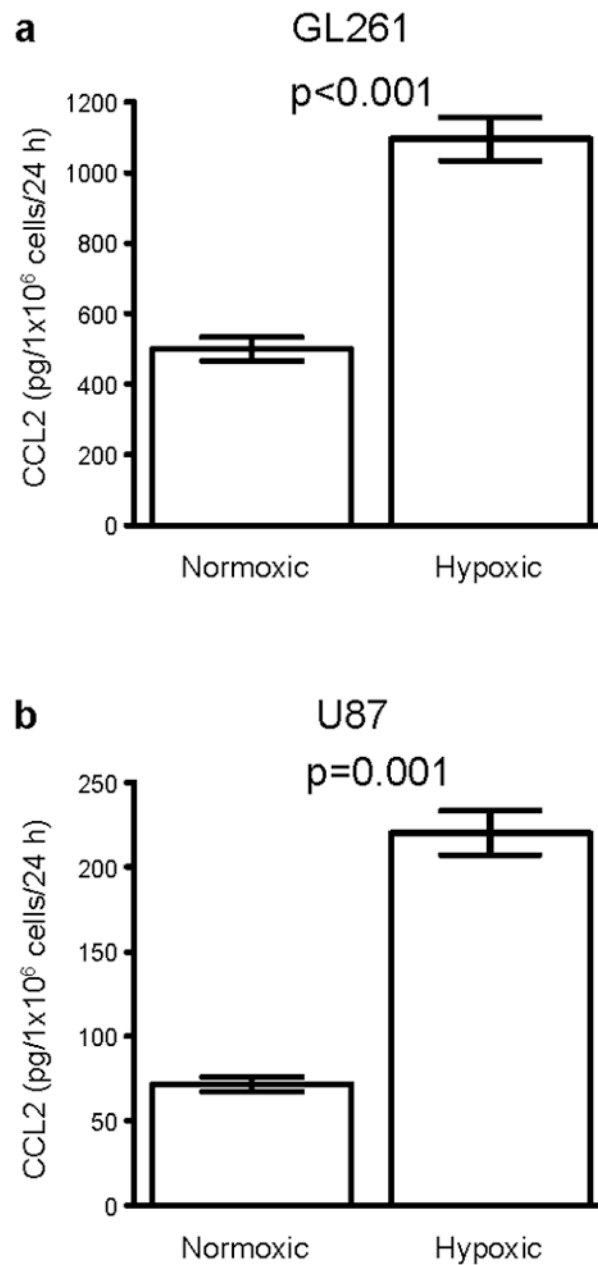 a
GL261
p<0.001
CCL2 (pg/1x10⁶ cells/24 h)
1200
1000
800
600
400
200
0
Normoxic Hypoxic
b
U87
p=0.001
CCL2 (pg/1x10⁶ cells/24 h)
250
200
150
100
50
0
Normoxic Hypoxic